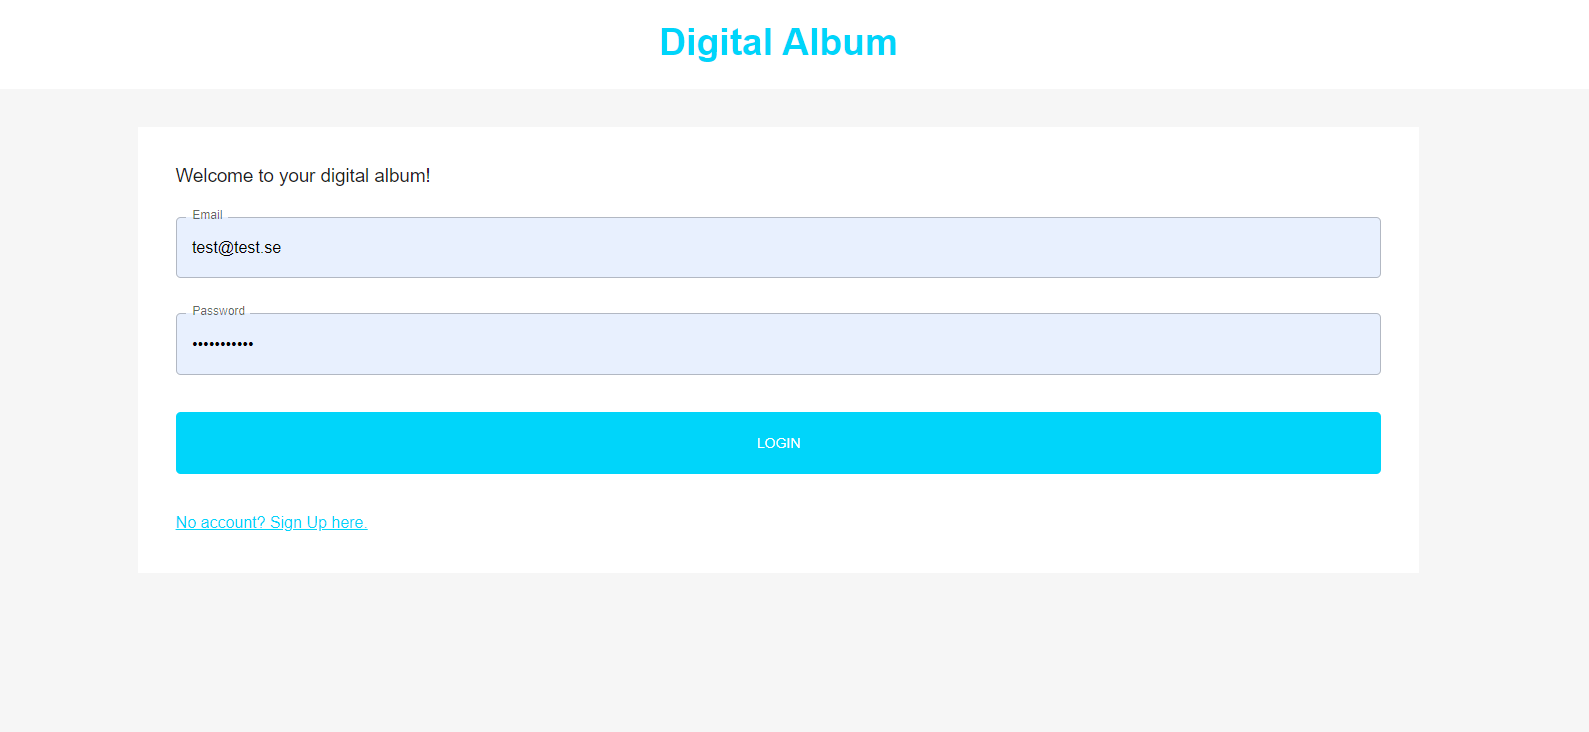 Digital Album
Welcome to your digital album!
Email
test@test.se
Password
•••••••••••
LOGIN
No account? Sign Up here.